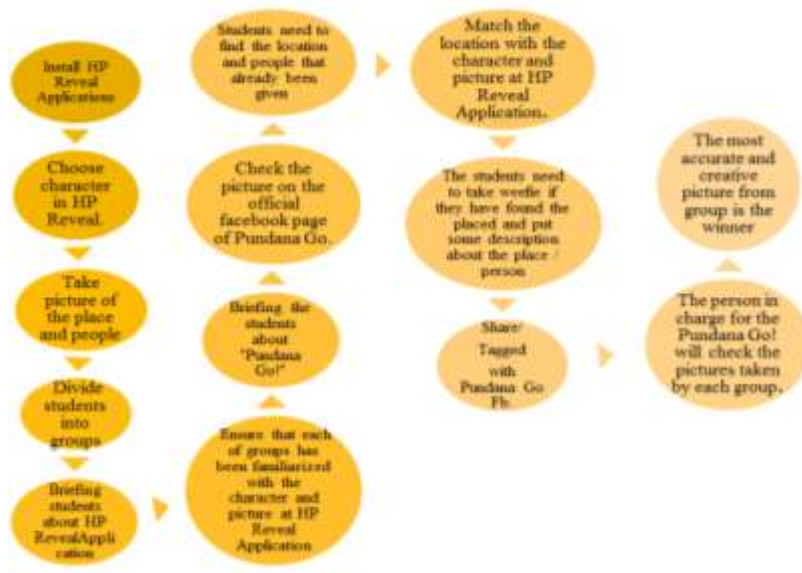 Install HP
Reveal
Applications
Choose
character
in HP
Reveal.
Take
picture of
the place
and people
Divide
students
into
groups
Briefing
students
about HP
RevealAppli
cation
Ensure that each
of groups has
been familiarized
with the
character and
picture at HP
Reveal
Application
Briefing the
students
about
"Pundana
Go!"
Check the
picture on the
official
facebook page
of Pundana Go.
Students need to
find the location
and people that
already been
given
Match the
location with the
character and
picture at HP
Reveal
Application.
The students need
to take weefie if
they have found the
placed and put
some description
about the place /
person
Share/
Tagged
with
Pundana Go
Fb.
The person in
charge for the
Pundana Go!
will check the
pictures taken
by each group.
The most
accurate and
creative
picture from
group is the
winner